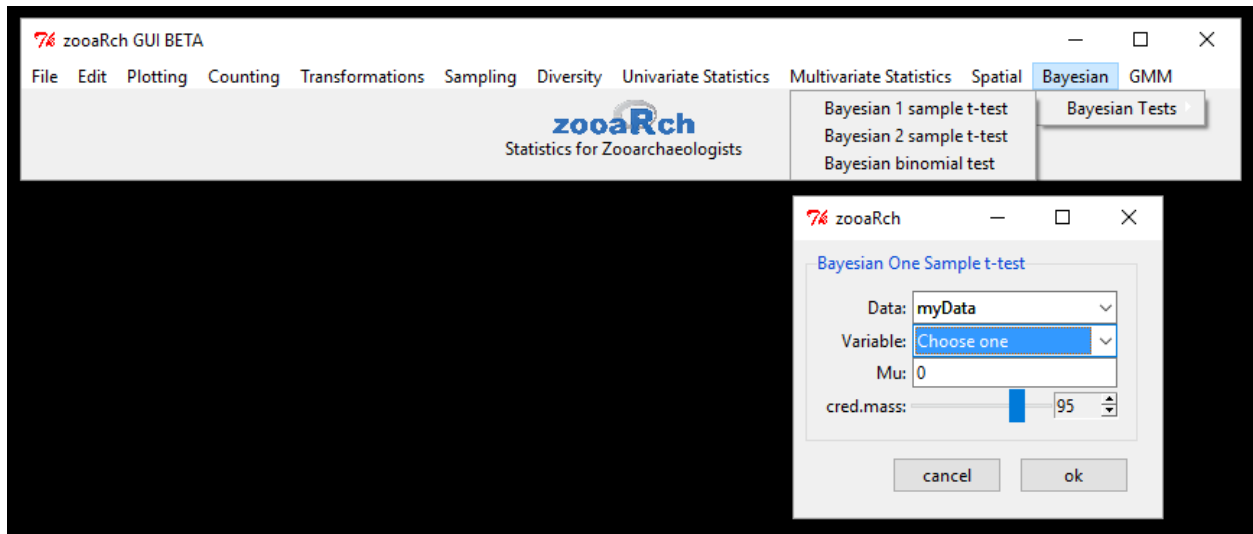 zooaRch GUI BETA
File Edit Plotting Counting Transformations Sampling Diversity Univariate Statistics Multivariate Statistics Spatial Bayesian GMM
zooaRch
Statistics for Zooarchaeologists
Bayesian Tests
Bayesian 1 sample t-test
Bayesian 2 sample t-test
Bayesian binomial test
zooaRch
Bayesian One Sample t-test
Data: myData
Variable: Choose one
Mu: 0
cred.mass: 95
cancel ok